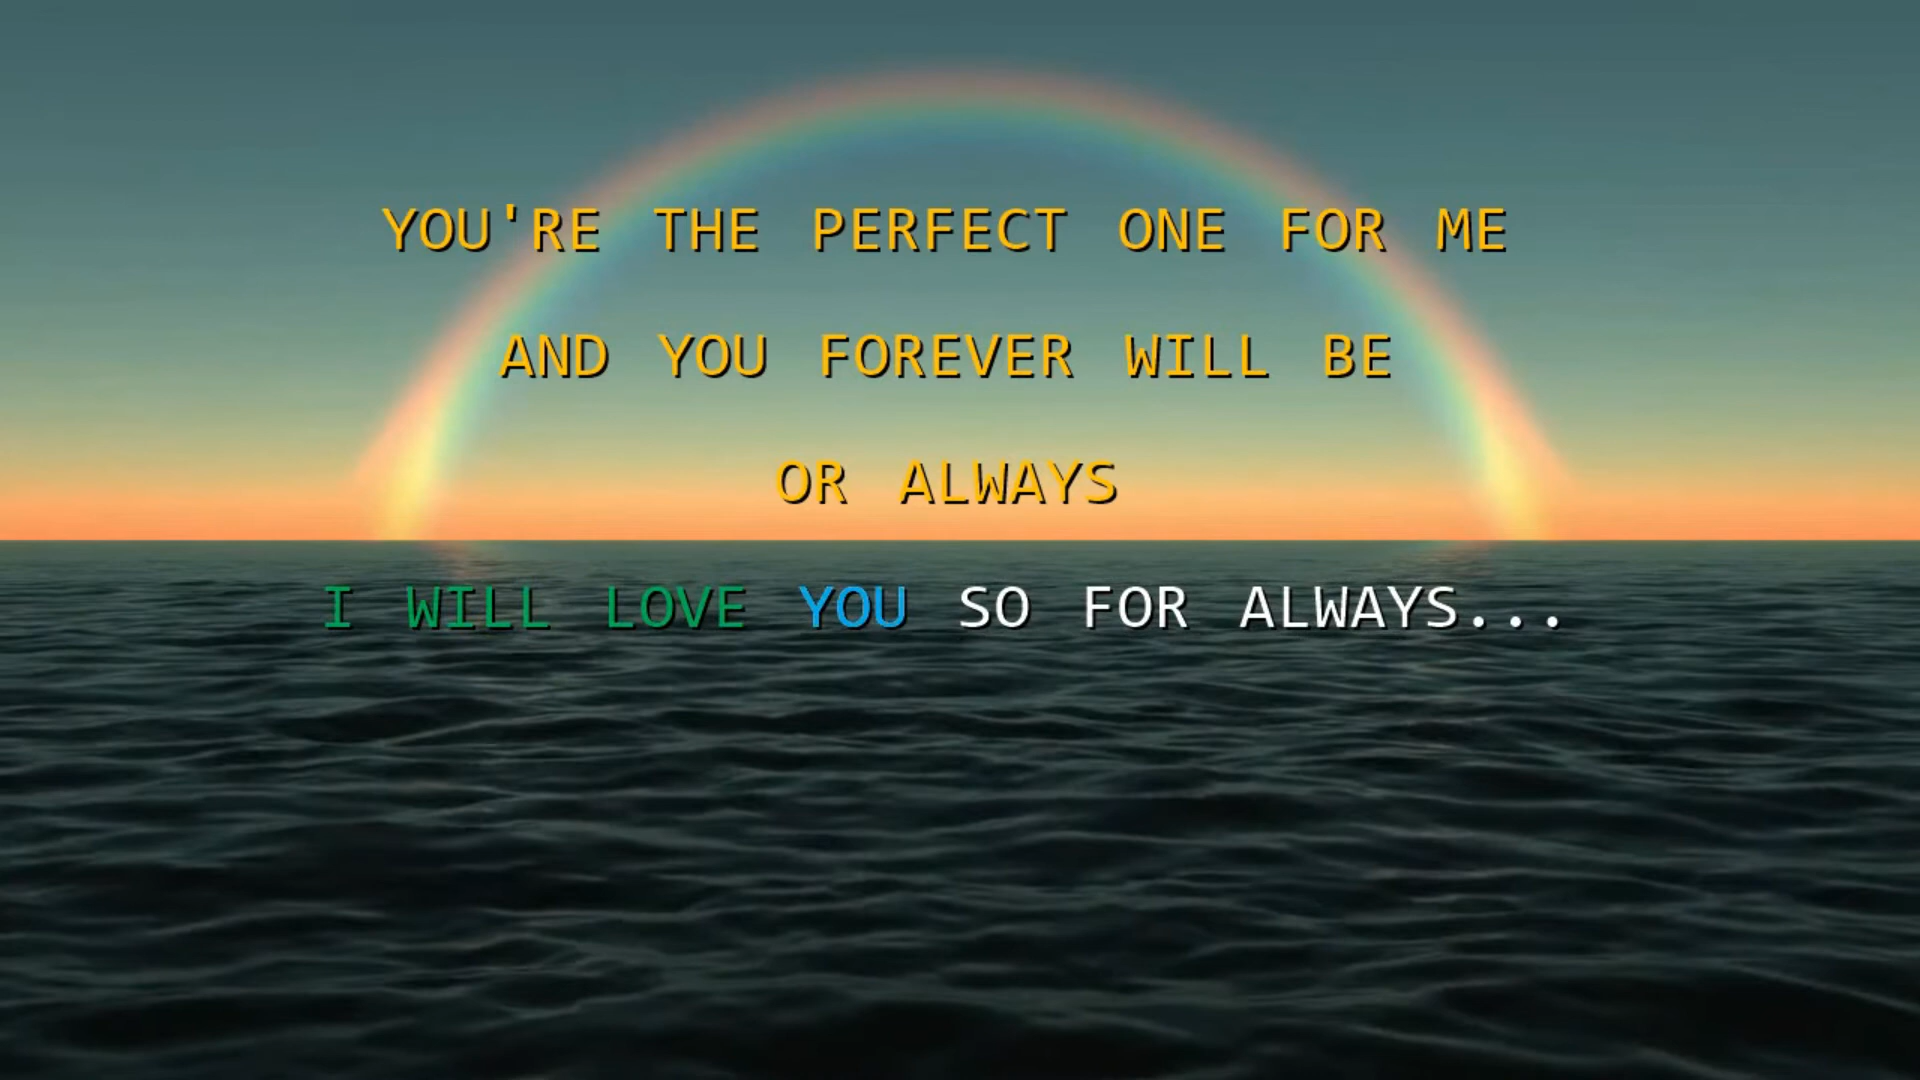 YOU'RE THE PERFECT ONE FOR ME
AND YOU FOREVER WILL BE
OR ALWAYS
I WILL LOVE YOU SO FOR ALWAYS...